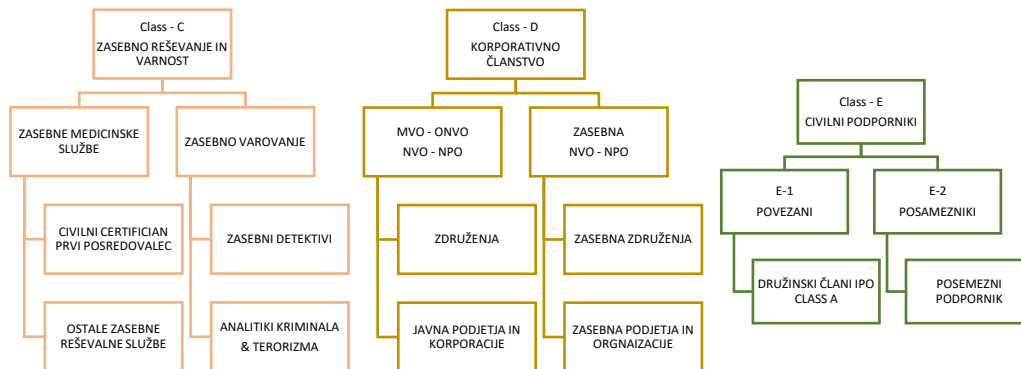 Class - C
ZASEBNO REŠEVANJE IN
VARNOST
ZASEBNE MEDICINSKE
SLUŽBE
ZASEBNO VAROVANJE
CIVILNI CERTIFICIAN
PRVI POSREDOVALEC
ZASEBNI DETEKTIVI
OSTALE ZASEBNE
REŠEVALNE SLUŽBE
ANALITIKI KRIMINALA
& TERORIZMA
Class - D
KORPORATIVNO
ČLANSTVO
MVO - ONVO
NVO - NPO
ZASEBNA
NVO - NPO
ZDRUŽENJA
ZASEBNA ZDRUŽENJA
JAVNA PODJETJA IN
KORPORACIJE
ZASEBNA PODJETJA IN
ORGNAIZACIJE
Class - E
CIVILNI PODPORNIKI
E-1
POVEZANI
E-2
POSAMEZNIKI
DRUŽINSKI ČLANI IPO
CLASS A
POSEMEZNI
PODPORNIK